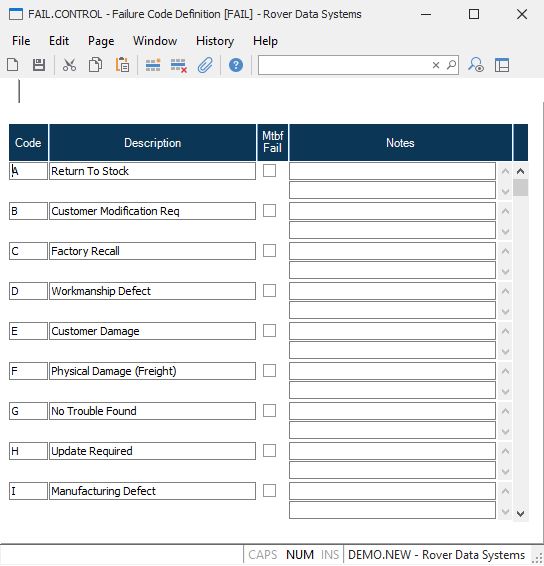 FAIL.CONTROL - Failure Code Definition [FAIL] - Rover Data Systems
File Edit Page Window History Help
Code Description Mtbf Fail Notes
A Return To Stock
B Customer Modification Req
C Factory Recall
D Workmanship Defect
E Customer Damage
F Physical Damage (Freight)
G No Trouble Found
H Update Required
I Manufacturing Defect
CAPS NUM INS DEMO.NEW - Rover Data Systems